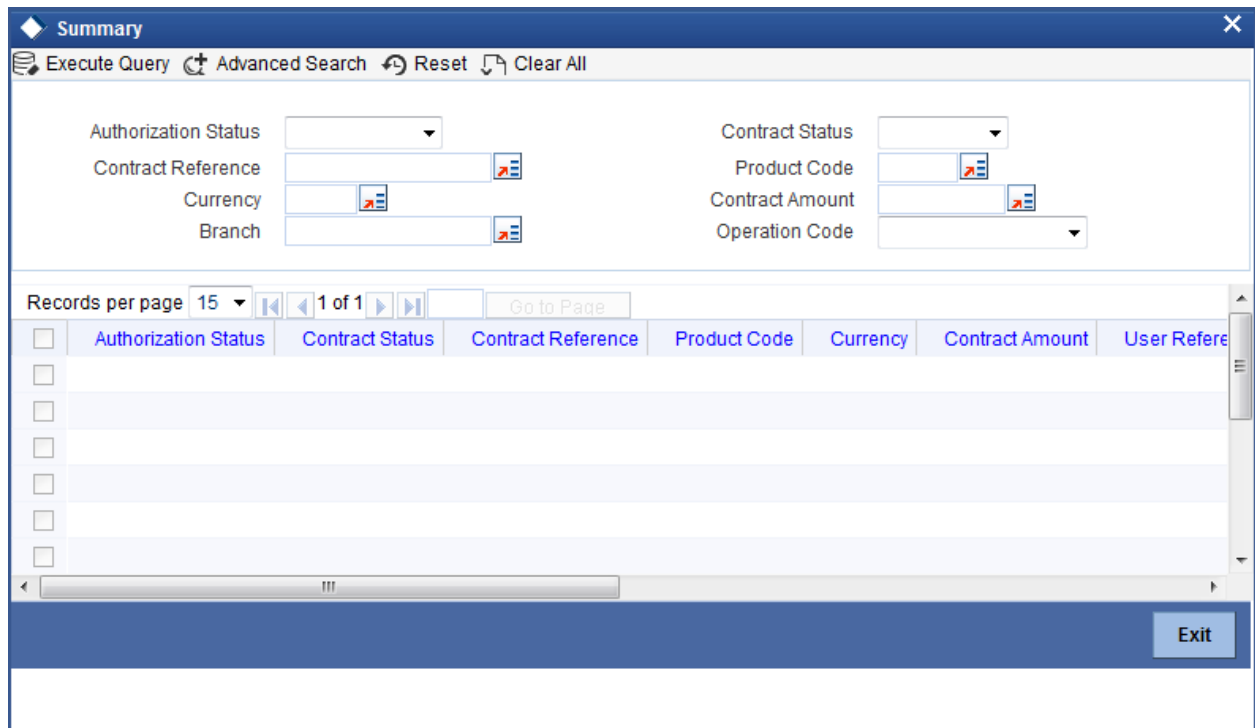 Summary
Execute Query Advanced Search Reset Clear All
Authorization Status Contract Status
Contract Reference Product Code
Currency Contract Amount
Branch Operation Code
Records per page 15 1 of 1 Go to Page
Authorization Status Contract Status Contract Reference Product Code Currency Contract Amount User Refere
Exit